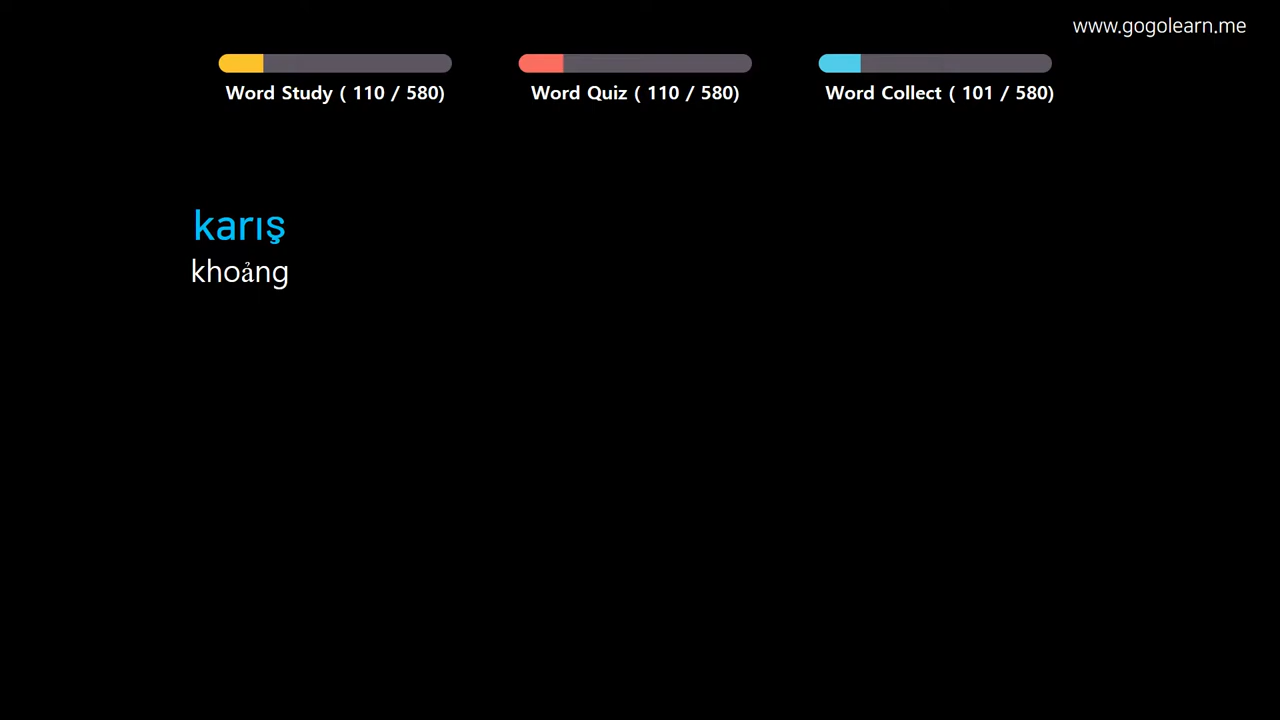 www.gogolearn.me
Word Study ( 110 / 580)
Word Quiz ( 110 / 580)
Word Collect ( 101 / 580)
karış
khoảng